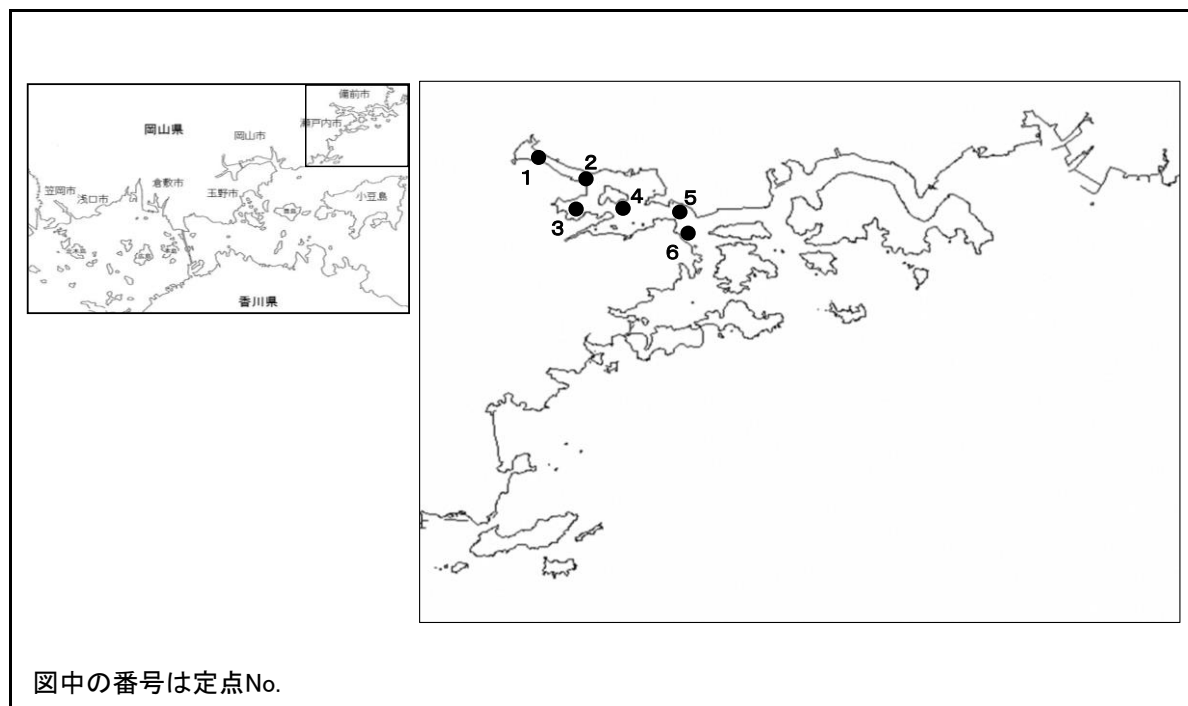 備前市
岡山県
瀬戸内市
岡山市
笠岡市
浅口市
倉敷市
玉野市
小豆島
香川県
1
2
3
4
5
6
図中の番号は定点No.